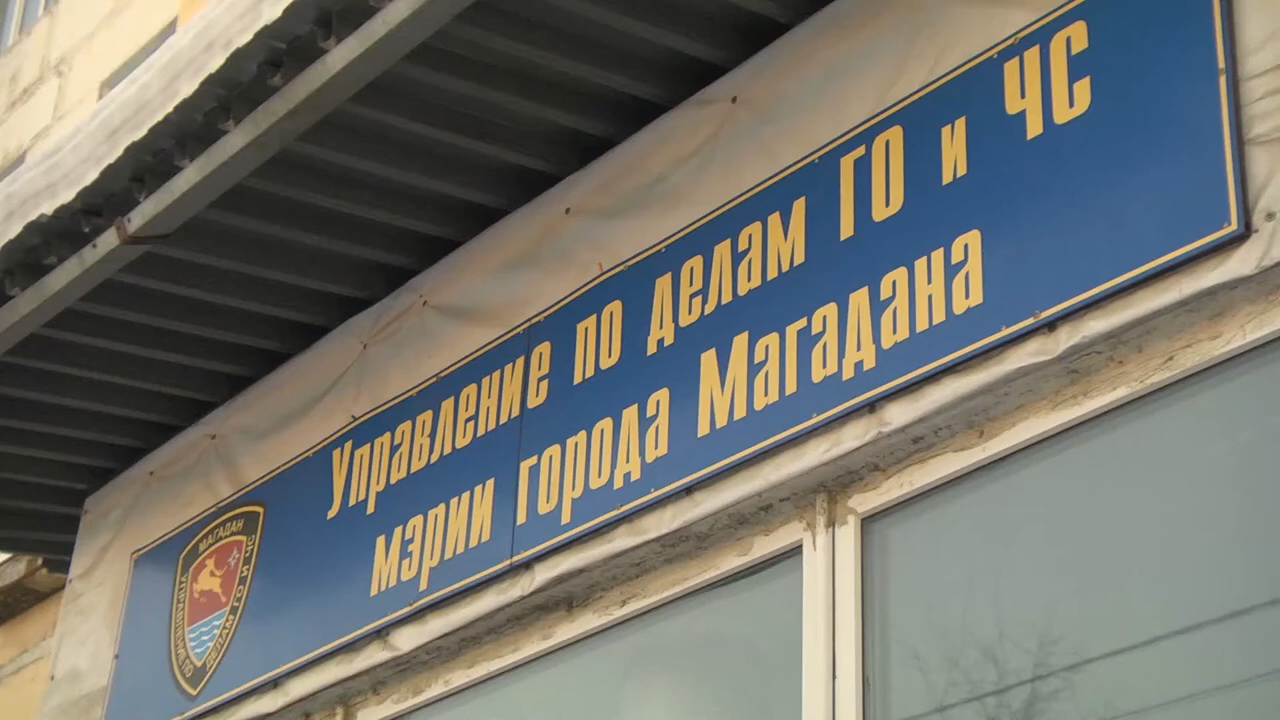 Управление по делам ГО и ЧС
мэрии города Магадана
МАГАДАН
УПРАВЛЕНИЕ ПО
ДЕЛАМ ГО И ЧС